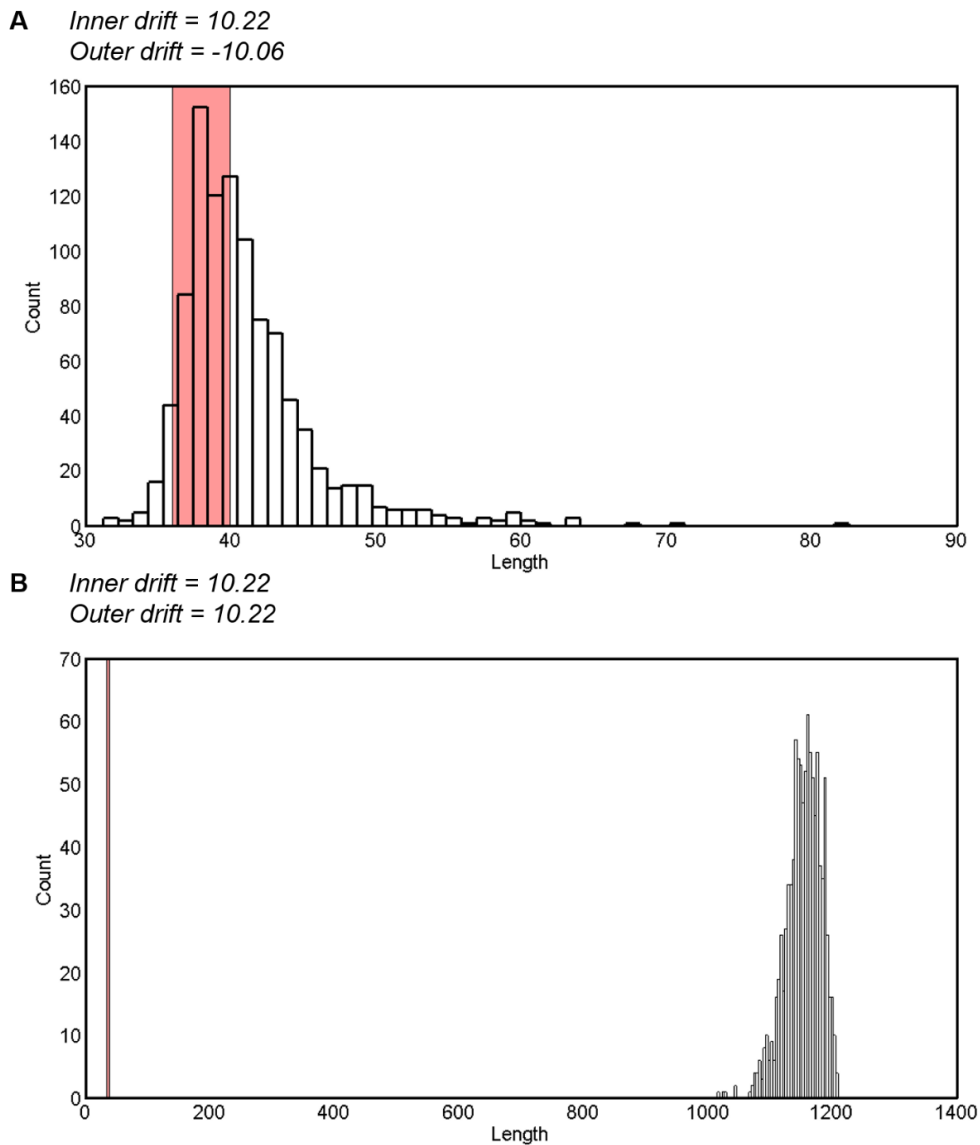 A
Inner drift = 10.22
Outer drift = -10.06
160
140
120
100
80
60
40
20
0
Count
30 40 50 60 70 80 90
Length
B
Inner drift = 10.22
Outer drift = 10.22
70
60
50
40
30
20
10
0
Count
0 200 400 600 800 1000 1200 1400
Length